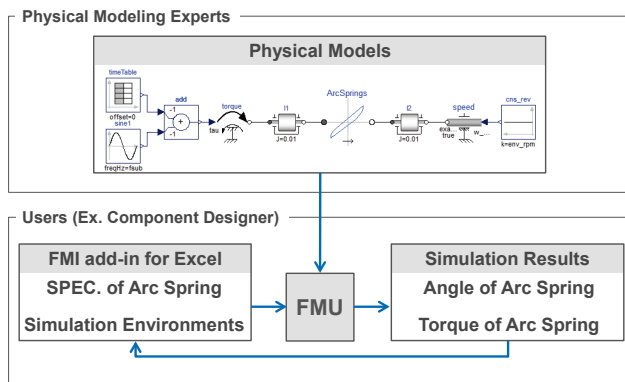 Physical Modeling Experts
Physical Models
timeTable
offset=0
sine1
freqHz=fsub
add
-1
+
-1
torque
tau
I1
J=0.01
ArcSprings
I2
J=0.01
speed
exa...
true
w_...
cns_rev
k=env_rpm
Users (Ex. Component Designer)
FMI add-in for Excel
SPEC. of Arc Spring
Simulation Environments
FMU
Simulation Results
Angle of Arc Spring
Torque of Arc Spring